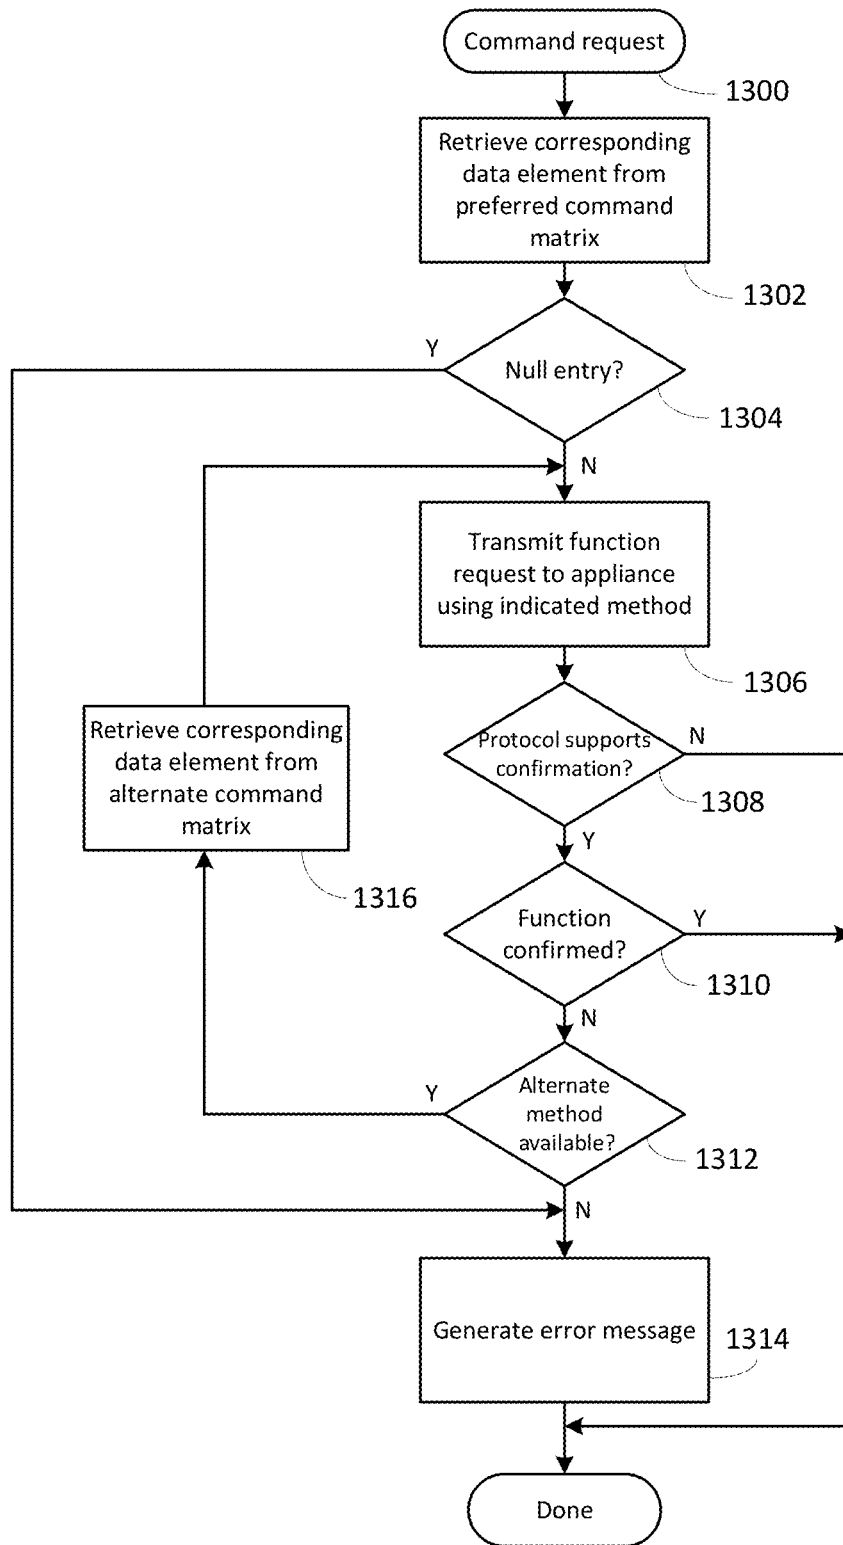 Command request
1300
Retrieve corresponding
data element from
preferred command
matrix
1302
Y
Null entry?
1304
N
Transmit function
request to appliance
using indicated method
1306
Retrieve corresponding
data element from
alternate command
matrix
1316
Protocol supports
confirmation?
N
1308
Y
Function
confirmed?
Y
1310
N
Y
Alternate
method
available?
1312
N
Generate error message
1314
Done